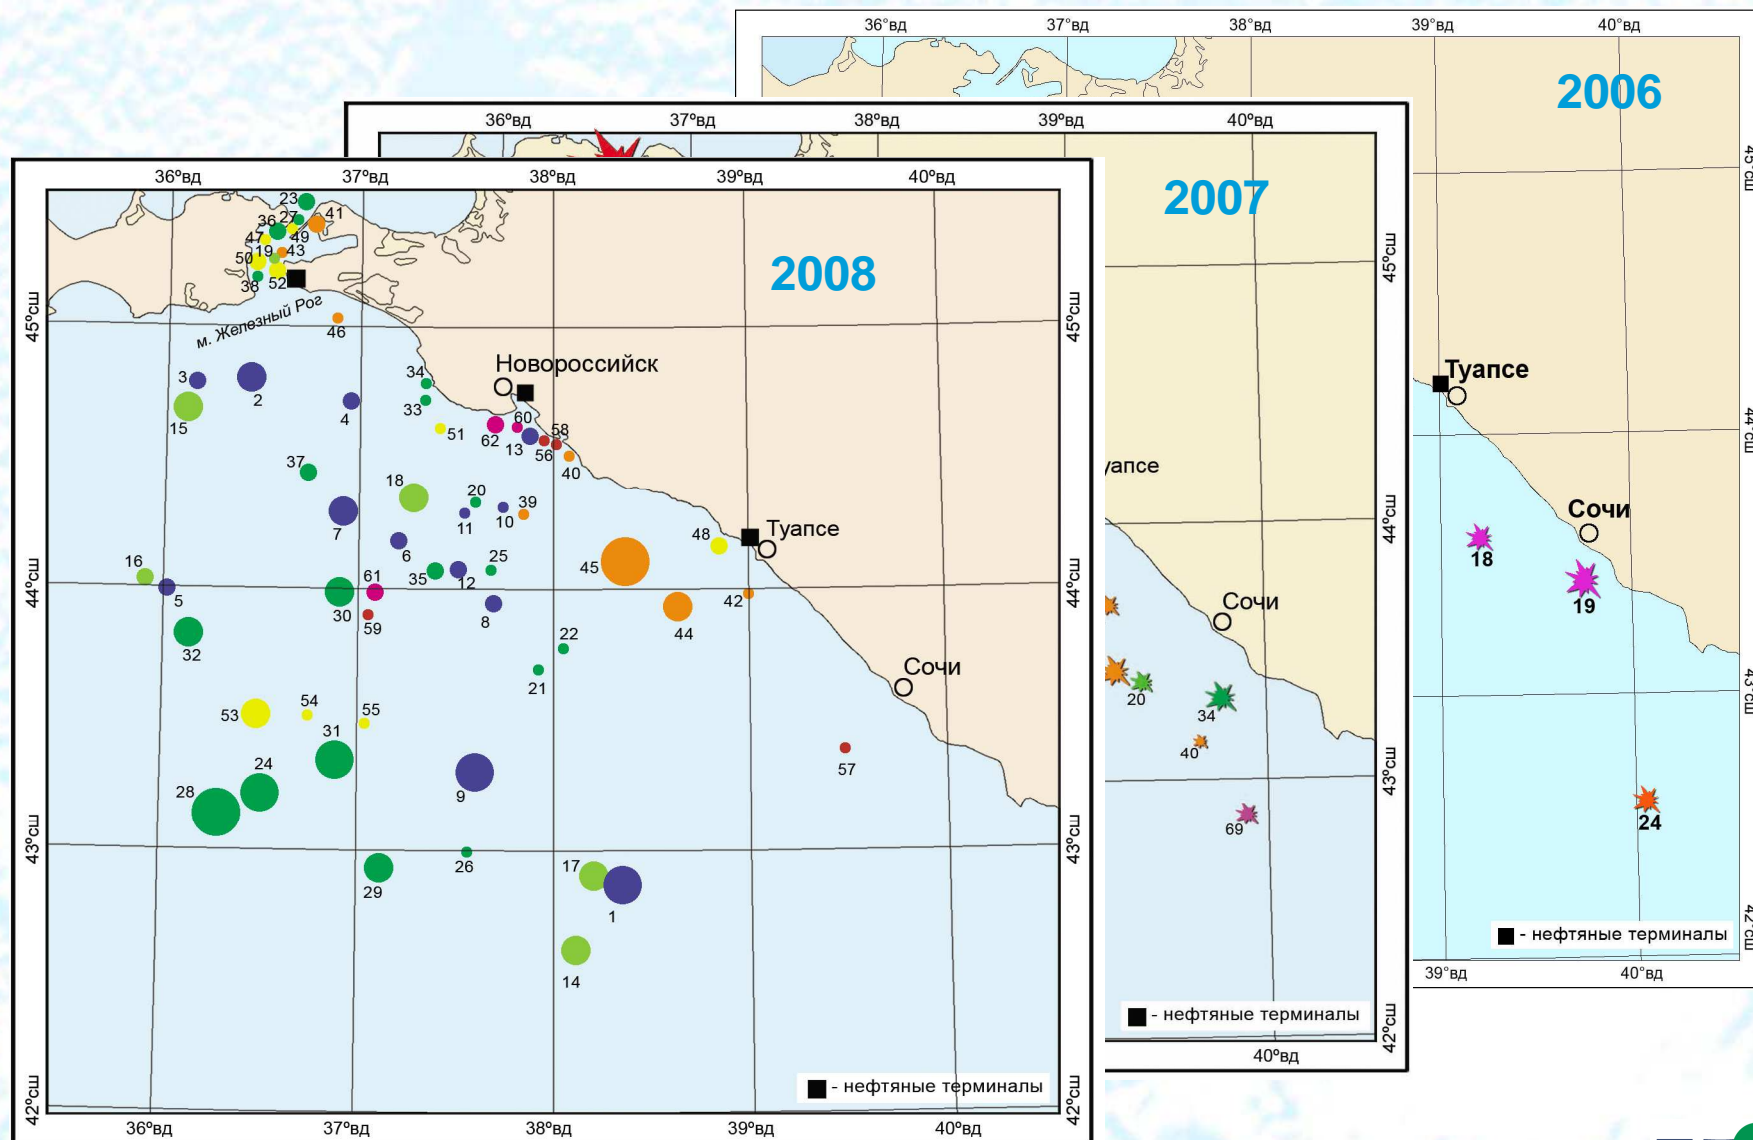 36°вд 37°вд 38°вд 39°вд 40°вд
2006
45°сш
Туапсе
44°сш
Сочи
18
19
43°сш
24
42°сш
- нефтяные терминалы
39°вд 40°вд
36°вд 37°вд 38°вд 39°вд 40°вд
2007
45°сш
уапсе
44°сш
Сочи
20
34
40
43°сш
69
- нефтяные терминалы
42°сш
40°вд
36°вд 37°вд 38°вд 39°вд 40°вд
2008
23
36 27 41
47 49
50 19 43
38 52
45°сш
45°сш
м. Железный Рог
46
Новороссийск
3
2
4
34
33
15
51
62
60
13
58
56
40
37
18
20
39
7
11
10
48
Туапсе
6
25
45
16
5
35
12
44°сш
44°сш
61
30
59
8
42
44
32
22
21
Сочи
53
54
55
31
24
28
9
57
43°сш
43°сш
29
26
17
1
14
- нефтяные терминалы
42°сш
42°сш
36°вд 37°вд 38°вд 39°вд 40°вд